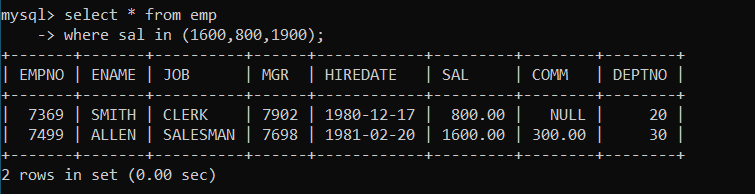 mysql> select * from emp
    -> where sal in (1600,800,1900);
+-------+-------+----------+------+------------+---------+--------+--------+
| EMPNO | ENAME | JOB      | MGR  | HIREDATE   | SAL     | COMM   | DEPTNO |
+-------+-------+----------+------+------------+---------+--------+--------+
|  7369 | SMITH | CLERK    | 7902 | 1980-12-17 |  800.00 |   NULL |     20 |
|  7499 | ALLEN | SALESMAN | 7698 | 1981-02-20 | 1600.00 | 300.00 |     30 |
+-------+-------+----------+------+------------+---------+--------+--------+
2 rows in set (0.00 sec)